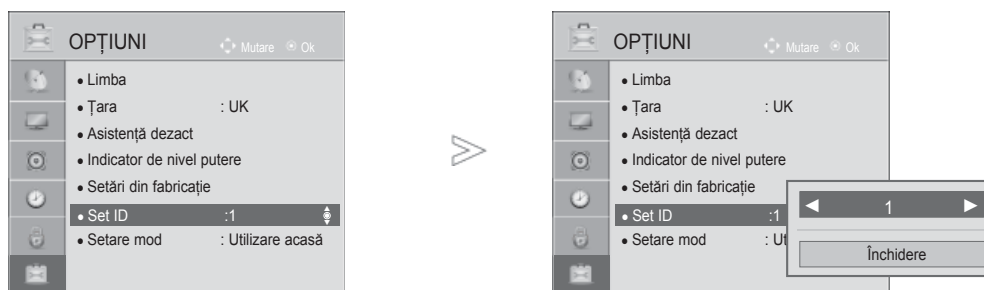 OPȚIUNI
Mutare Ok
• Limba
• Țara : UK
• Asistență dezact
• Indicator de nivel putere
• Setări din fabricație
• Set ID :1
• Setare mod : Utilizare acasă
OPȚIUNI
Mutare Ok
• Limba
• Țara : UK
• Asistență dezact
• Indicator de nivel putere
• Setări din fabricație
• Set ID :1
• Setare mod : Ut
◄ 1 ►
Închidere